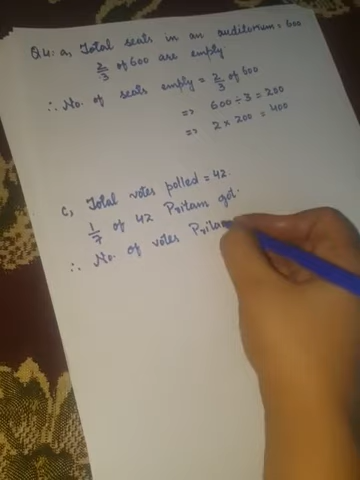 Q4: a, Total seats in an auditorium = 600
2/3 of 600 are empty.
∴ No. of seats empty = 2/3 of 600
=> 600 ÷ 3 = 200
=> 2 × 200 = 400
C, Total votes polled = 42.
1/7 of 42 Pritam got.
∴ No. of votes Prita